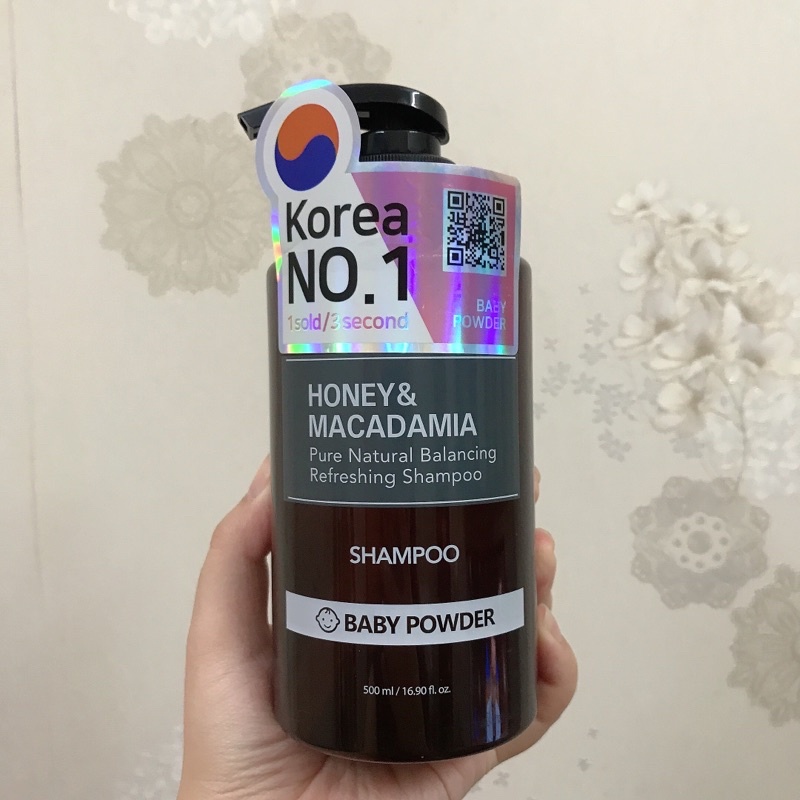 Korea
NO.1
1sold/3second
BABY
POWDER
HONEY&
MACADAMIA
Pure Natural Balancing
Refreshing Shampoo
SHAMPOO
BABY POWDER
500 ml / 16.90 fl. oz.